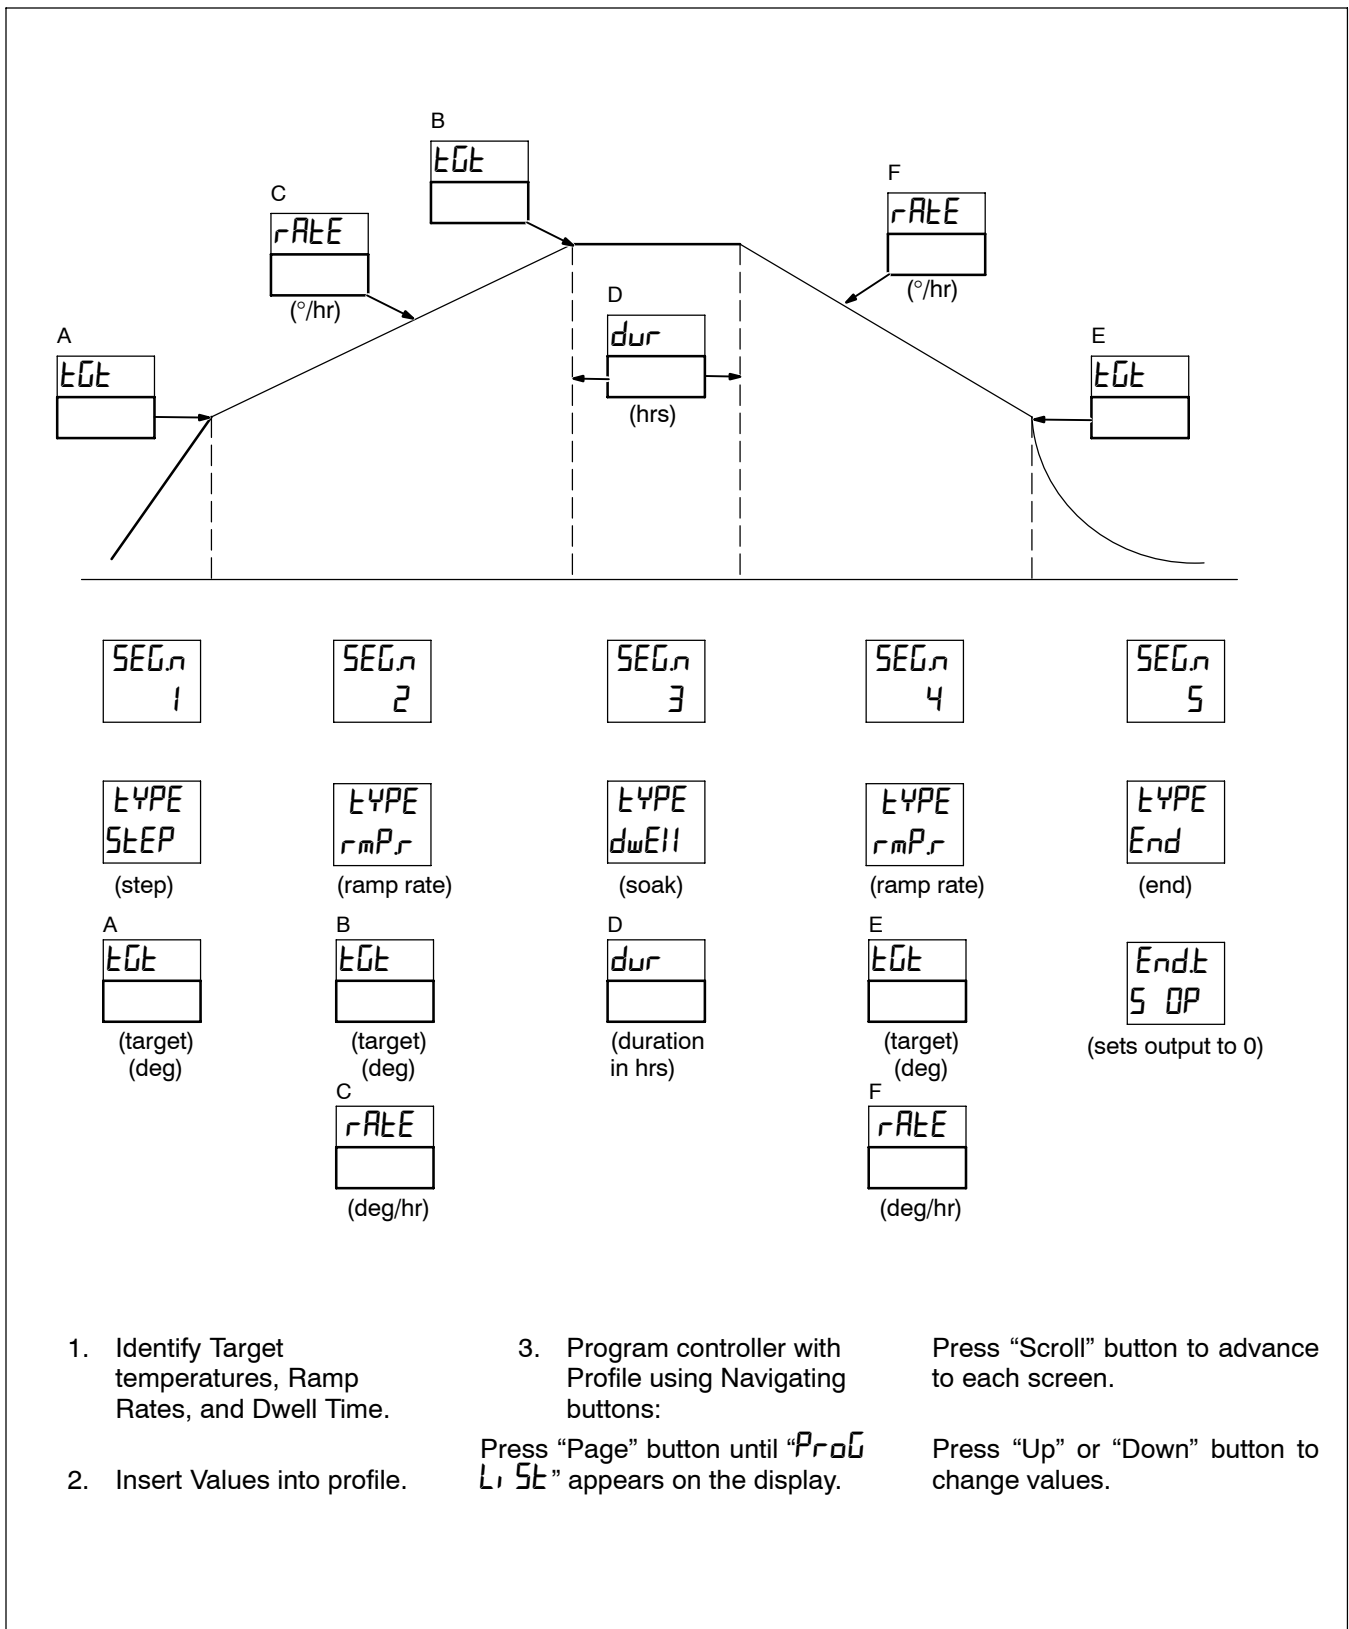 B
tGt
C
rAtE
(°/hr)
F
rAtE
(°/hr)
D
dur
(hrs)
A
tGt
E
tGt
SEG.n
1
SEG.n
2
SEG.n
3
SEG.n
4
SEG.n
5
tYPE
StEP
(step)
tYPE
rmP.r
(ramp rate)
tYPE
dwEll
(soak)
tYPE
rmP.r
(ramp rate)
tYPE
End
(end)
A
tGt
(target)
(deg)
B
tGt
(target)
(deg)
C
rAtE
(deg/hr)
D
dur
(duration
in hrs)
E
tGt
(target)
(deg)
F
rAtE
(deg/hr)
End.t
S OP
(sets output to 0)
1. Identify Target
temperatures, Ramp
Rates, and Dwell Time.
2. Insert Values into profile.
3. Program controller with
Profile using Navigating
buttons:
Press “Page” button until “ProG
Li St” appears on the display.
Press “Scroll” button to advance
to each screen.
Press “Up” or “Down” button to
change values.